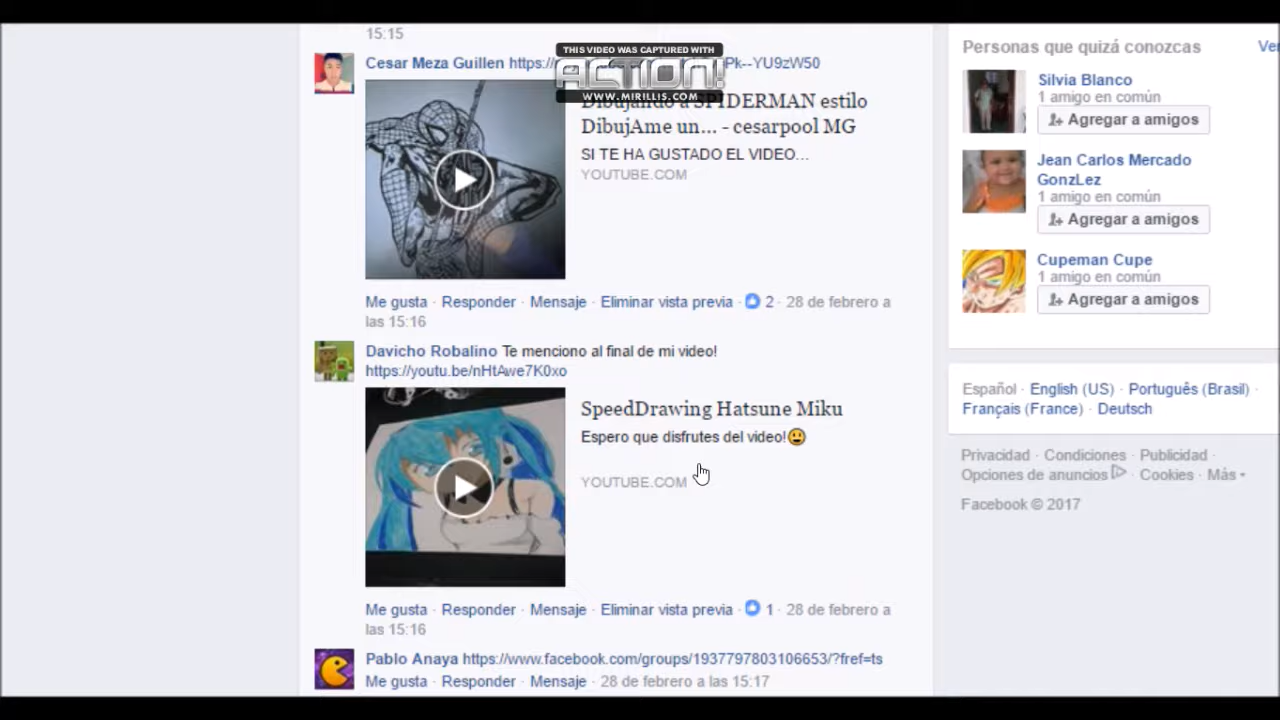 15:15
THIS VIDEO WAS CAPTURED WITH
ACTION!
WWW.MIRILLIS.COM
Cesar Meza Guillen Pk--YU9zW50
Dibujando a SPIDERMAN estilo
DibujAme un... - cesarpool MG
SI TE HA GUSTADO EL VIDEO...
YOUTUBE.COM
Me gusta · Responder · Mensaje · Eliminar vista previa · 2 · 28 de febrero a
las 15:16
Davicho Robalino Te menciono al final de mi video!
https://youtu.be/nHtAwe7K0xo
SpeedDrawing Hatsune Miku
Espero que disfrutes del video!😃
YOUTUBE.COM
Me gusta · Responder · Mensaje · Eliminar vista previa · 1 · 28 de febrero a
las 15:16
Pablo Anaya https://www.facebook.com/groups/1937797803106653/?fref=ts
Me gusta · Responder · Mensaje · 28 de febrero a las 15:17
Personas que quizá conozcas
Silvia Blanco
1 amigo en común
Agregar a amigos
Jean Carlos Mercado
GonzLez
1 amigo en común
Agregar a amigos
Cupeman Cupe
1 amigo en común
Agregar a amigos
Español · English (US) · Português (Brasil) ·
Français (France) · Deutsch
Privacidad · Condiciones · Publicidad ·
Opciones de anuncios · Cookies · Más
Facebook © 2017